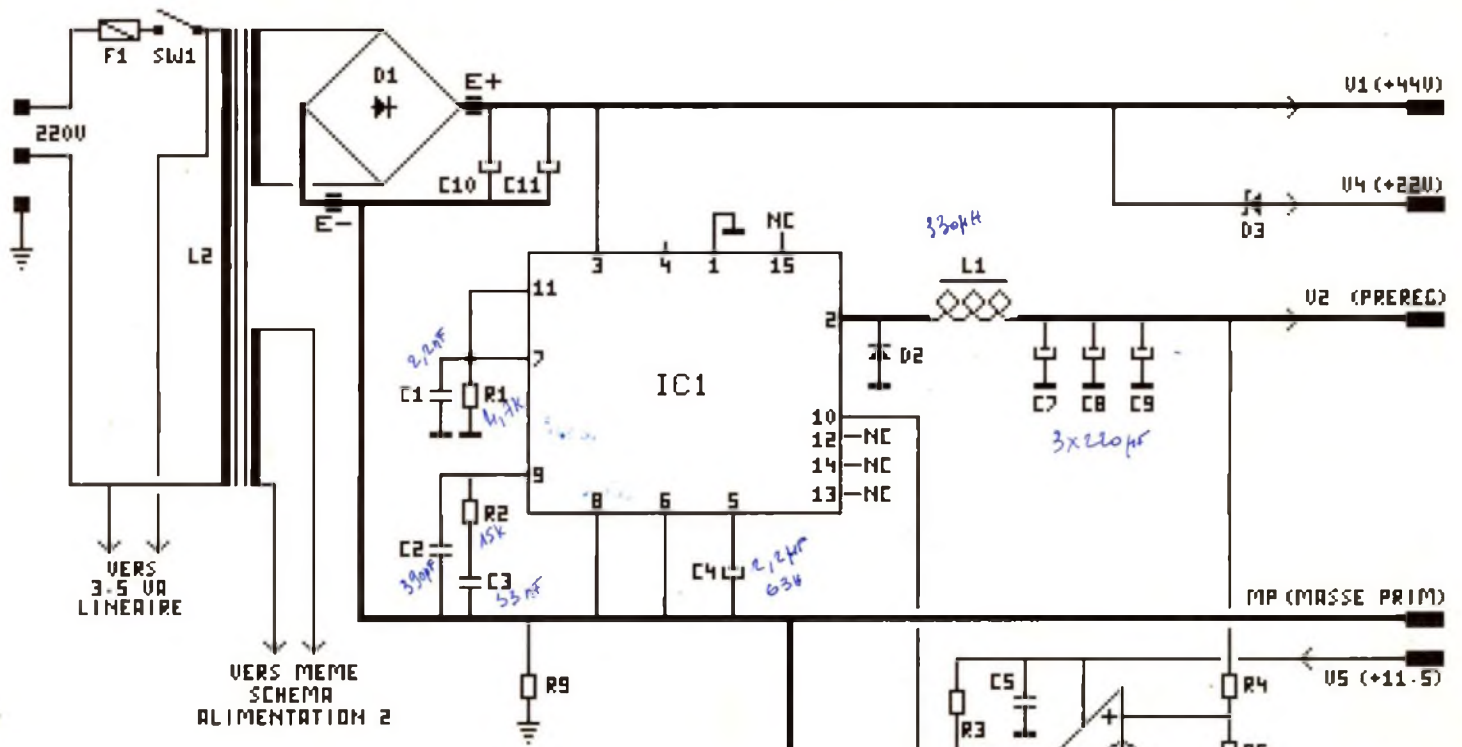 F1 SW1
220V
L2
D1
E+
E-
C10 C11
V1 (+44V)
V4 (+22V)
D3
330µH
L1
V2 (PREREG)
3 4 1 15
NC
11
7
9
2
10
12 NC
14 NC
13 NC
8 6 5
IC1
2,2nF
C1
R1
4,7K
C2
390pF
R2
15K
C3
33nF
C4
2,2µF
63V
D2
C7 C8 C9
3x220µF
VERS
3.5 VA
LINEAIRE
VERS MEME
SCHEMA
ALIMENTATION 2
R9
MP (MASSE PRIM)
V5 (+11.5)
R3
C5
R4
+